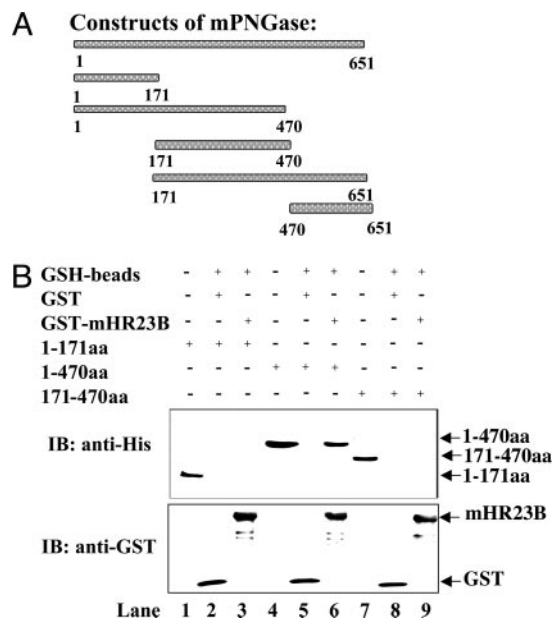 A
Constructs of mPNGase:
1 651
1 171
1 470
171 470
171 651
470 651
B
GSH-beads - + + - + + - + +
GST - + - - + - - + -
GST-mHR23B - - + - - + - - +
1-171aa + + + - - - - - -
1-470aa - - - + + + - - -
171-470aa - - - - - - + + +
IB: anti-His
1-470aa
171-470aa
1-171aa
IB: anti-GST
mHR23B
GST
Lane 1 2 3 4 5 6 7 8 9